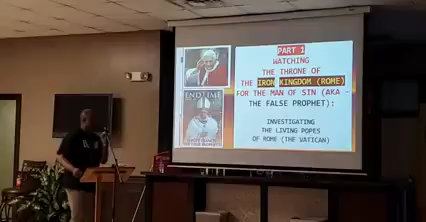 PART 1
WATCHING
THE THRONE OF
THE IRON KINGDOM (ROME)
FOR THE MAN OF SIN (AKA -
THE FALSE PROPHET):
INVESTIGATING
THE LIVING POPES
OF ROME (THE VATICAN)
ENDTIME